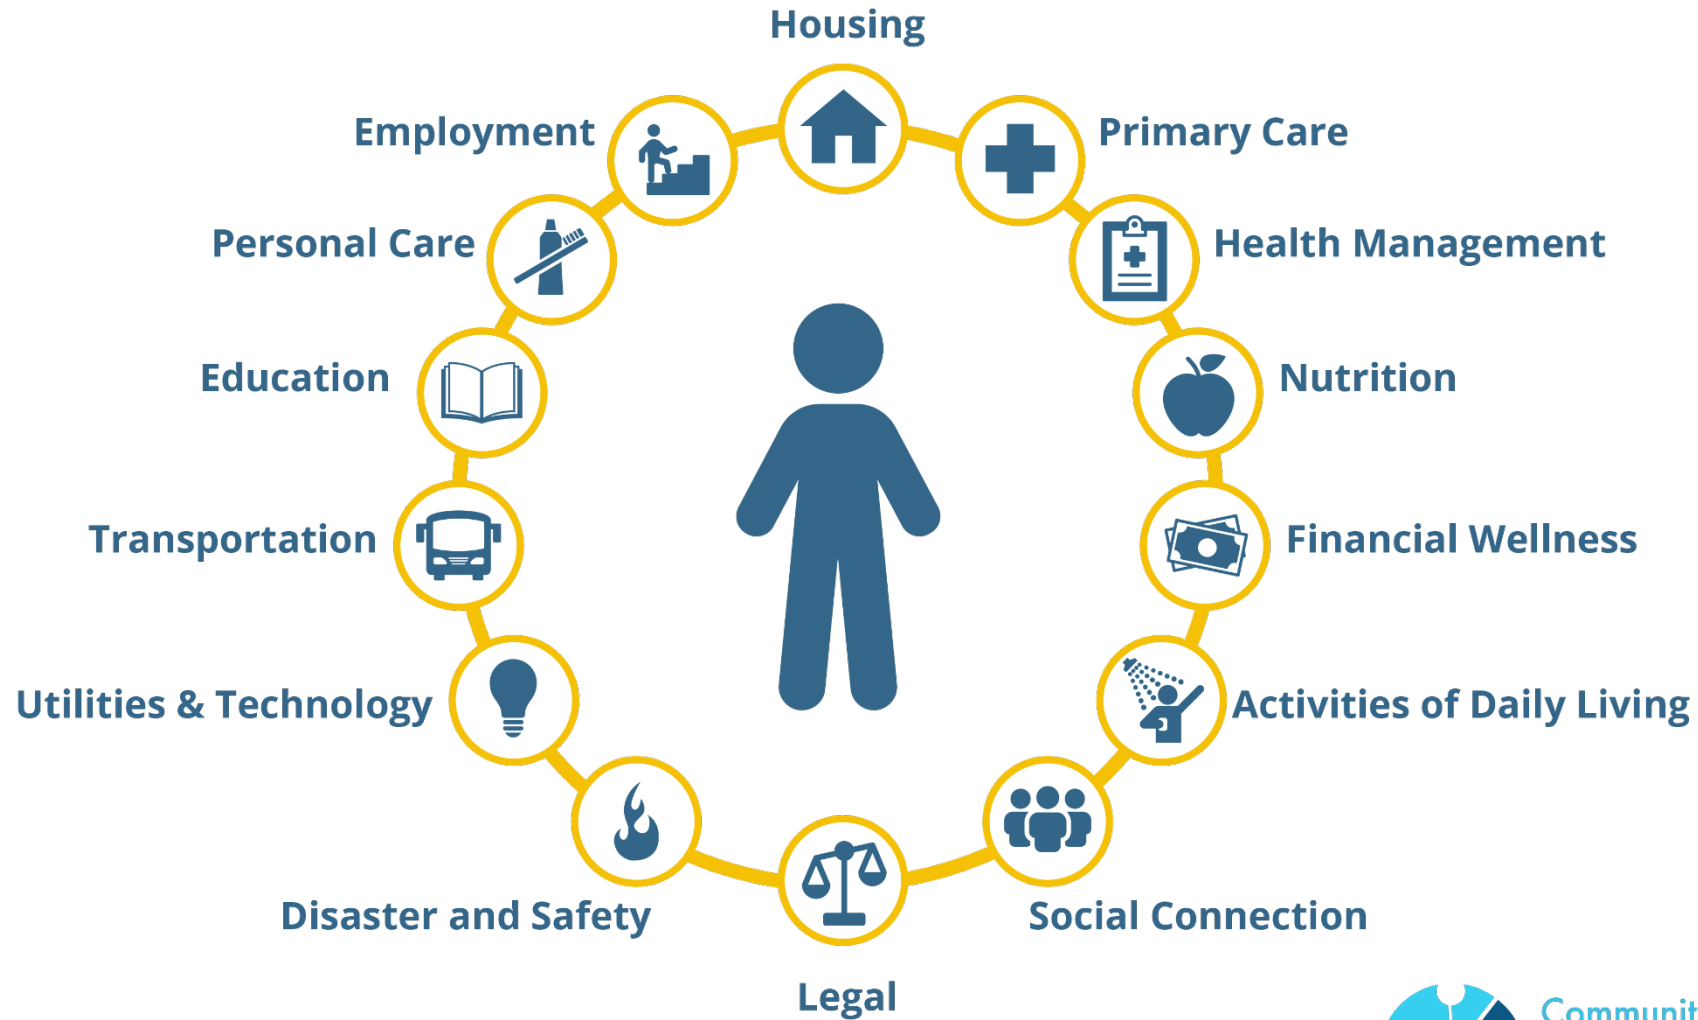 Housing
Employment
Primary Care
Personal Care
Health Management
Education
Nutrition
Transportation
Financial Wellness
Utilities & Technology
Activities of Daily Living
Disaster and Safety
Social Connection
Legal